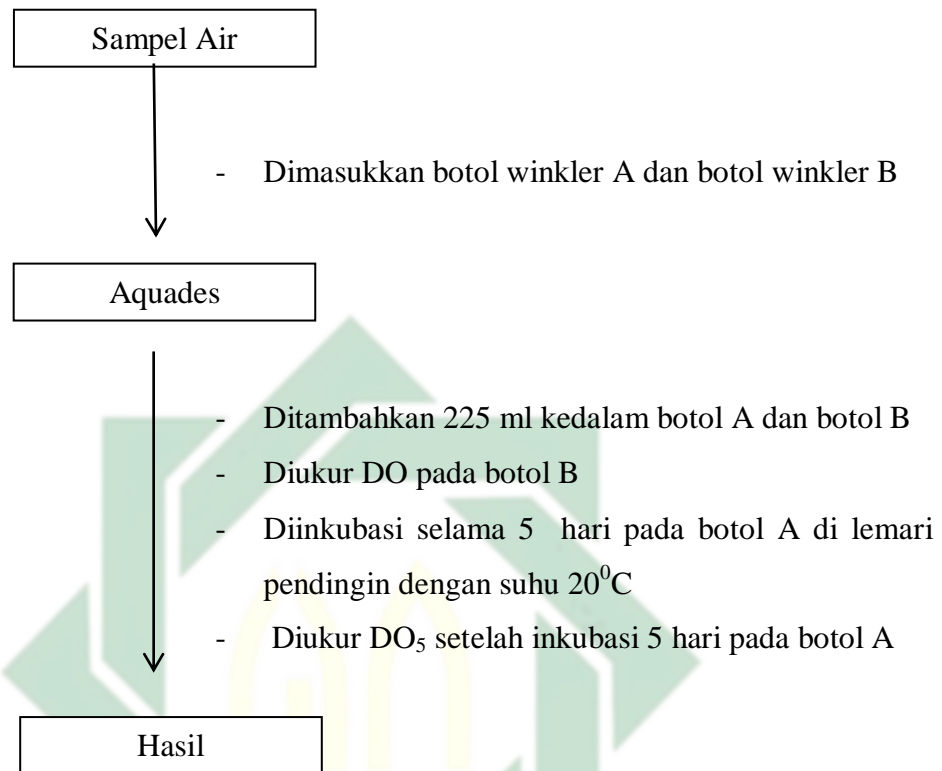 Sampel Air
- Dimasukkan botol winkler A dan botol winkler B
Aquades
- Ditambahkan 225 ml kedalam botol A dan botol B
- Diukur DO pada botol B
- Diinkubasi selama 5 hari pada botol A di lemari
pendingin dengan suhu 20⁰C
- Diukur DO₅ setelah inkubasi 5 hari pada botol A
Hasil